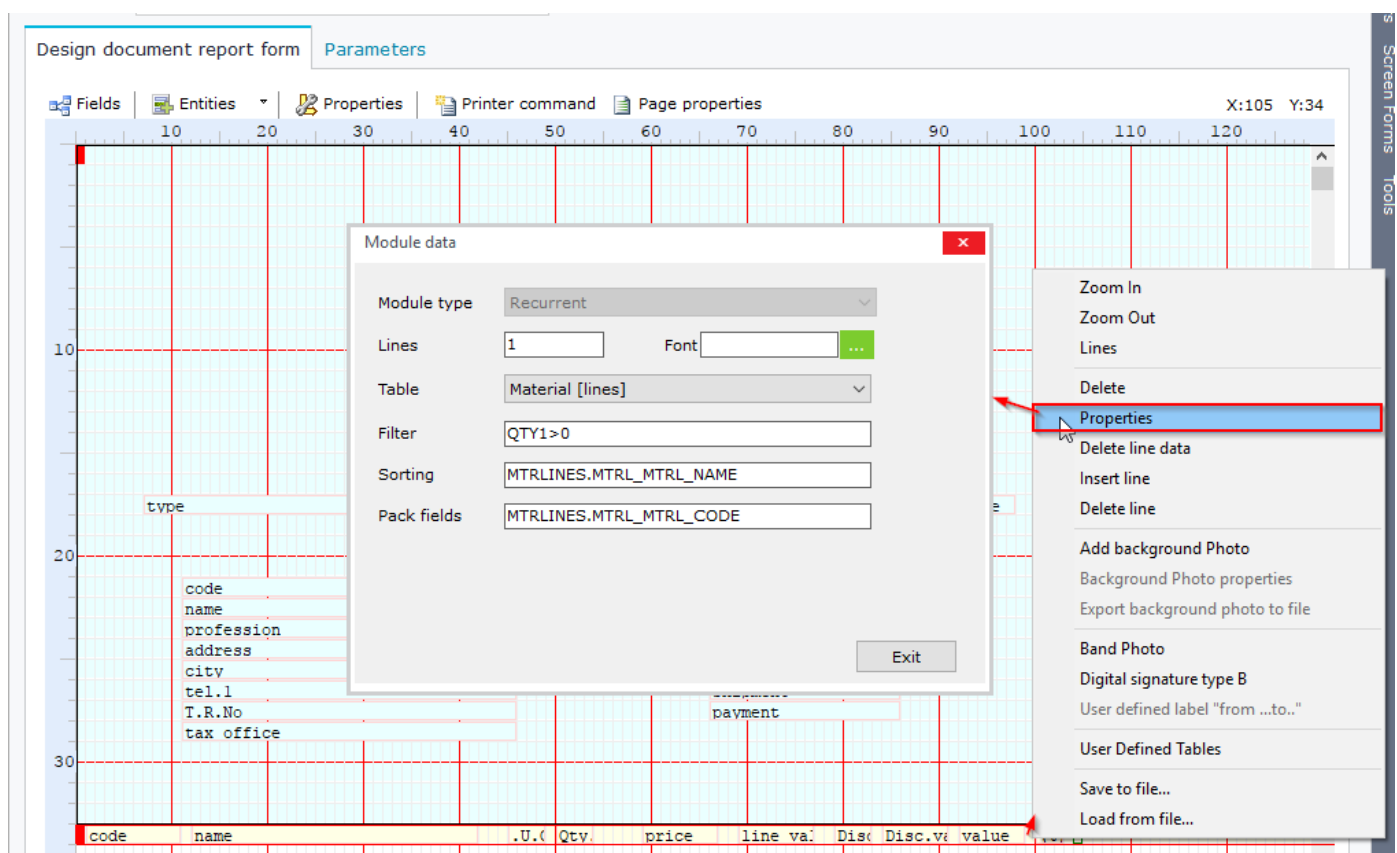 Design document report form Parameters
Fields Entities Properties Printer command Page properties X:105 Y:34
10 20 30 40 50 60 70 80 90 100 110 120
Screen Forms
Tools
Module data
Module type Recurrent
Lines 1 Font ...
Table Material [lines]
Filter QTY1>0
Sorting MTRLINES.MTRL_MTRL_NAME
Pack fields MTRLINES.MTRL_MTRL_CODE
Exit
Zoom In
Zoom Out
Lines
Delete
Properties
Delete line data
Insert line
Delete line
Add background Photo
Background Photo properties
Export background photo to file
Band Photo
Digital signature type B
User defined label "from ...to.."
User Defined Tables
Save to file...
Load from file...
10
type
20
code
name
profession
address
city
tel.1
T.R.No payment
tax office
30
code name .U.( Qty. price line val Disc Disc.va value